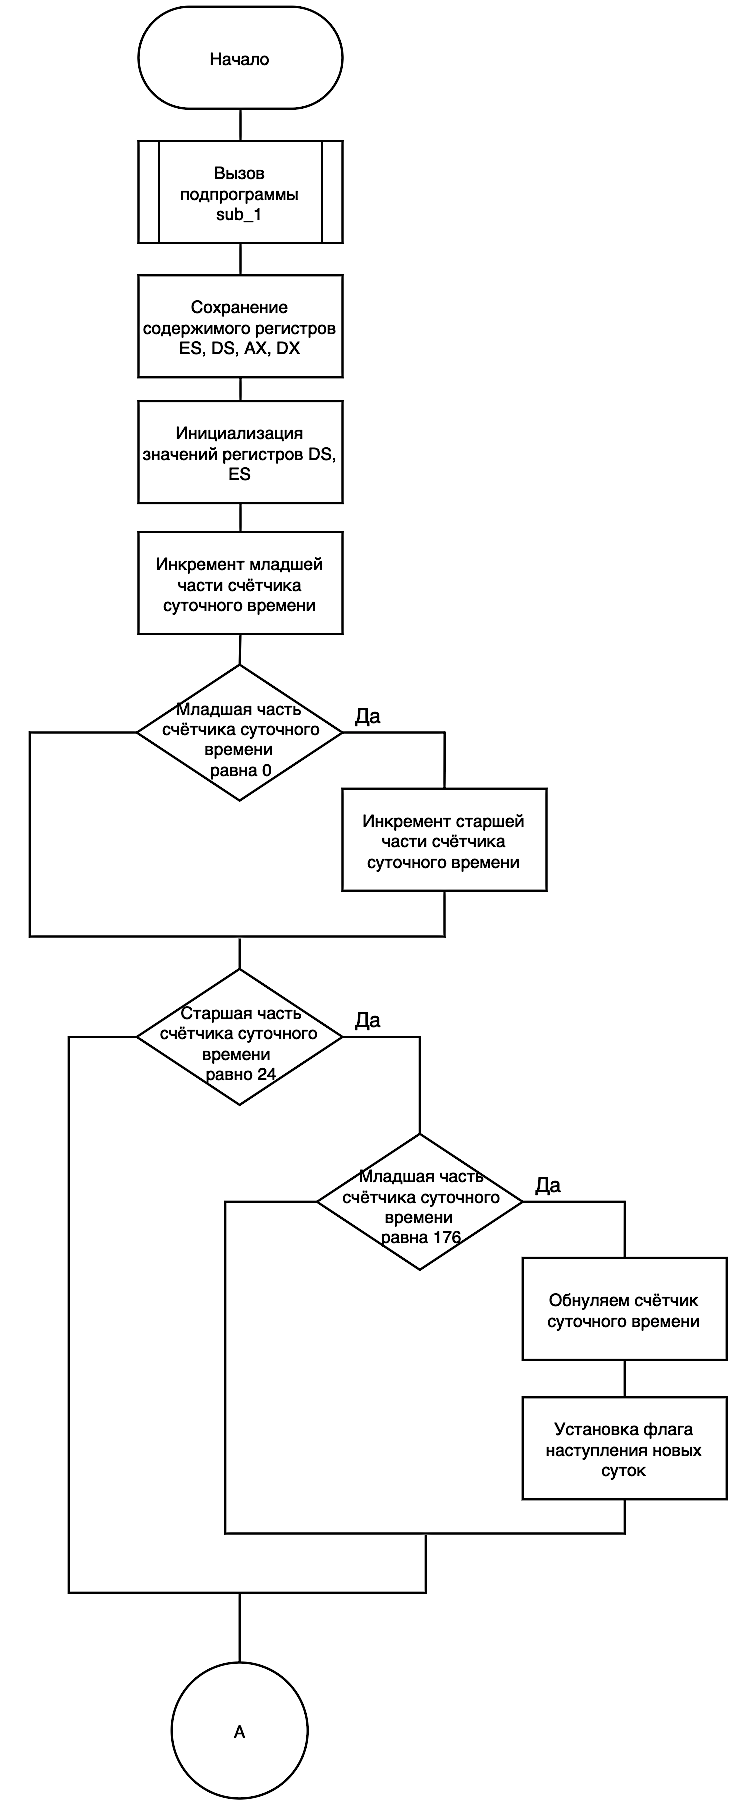 Начало
Вызов
подпрограммы
sub_1
Сохранение
содержимого регистров
ES, DS, AX, DX
Инициализация
значений регистров DS,
ES
Инкремент младшей
части счётчика
суточного времени
Младшая часть
счётчика суточного
времени
равна 0
Да
Инкремент старшей
части счётчика
суточного времени
Старшая часть
счётчика суточного
времени
равно 24
Да
Младшая часть
счётчика суточного
времени
равна 176
Да
Обнуляем счётчик
суточного времени
Установка флага
наступления новых
суток
А